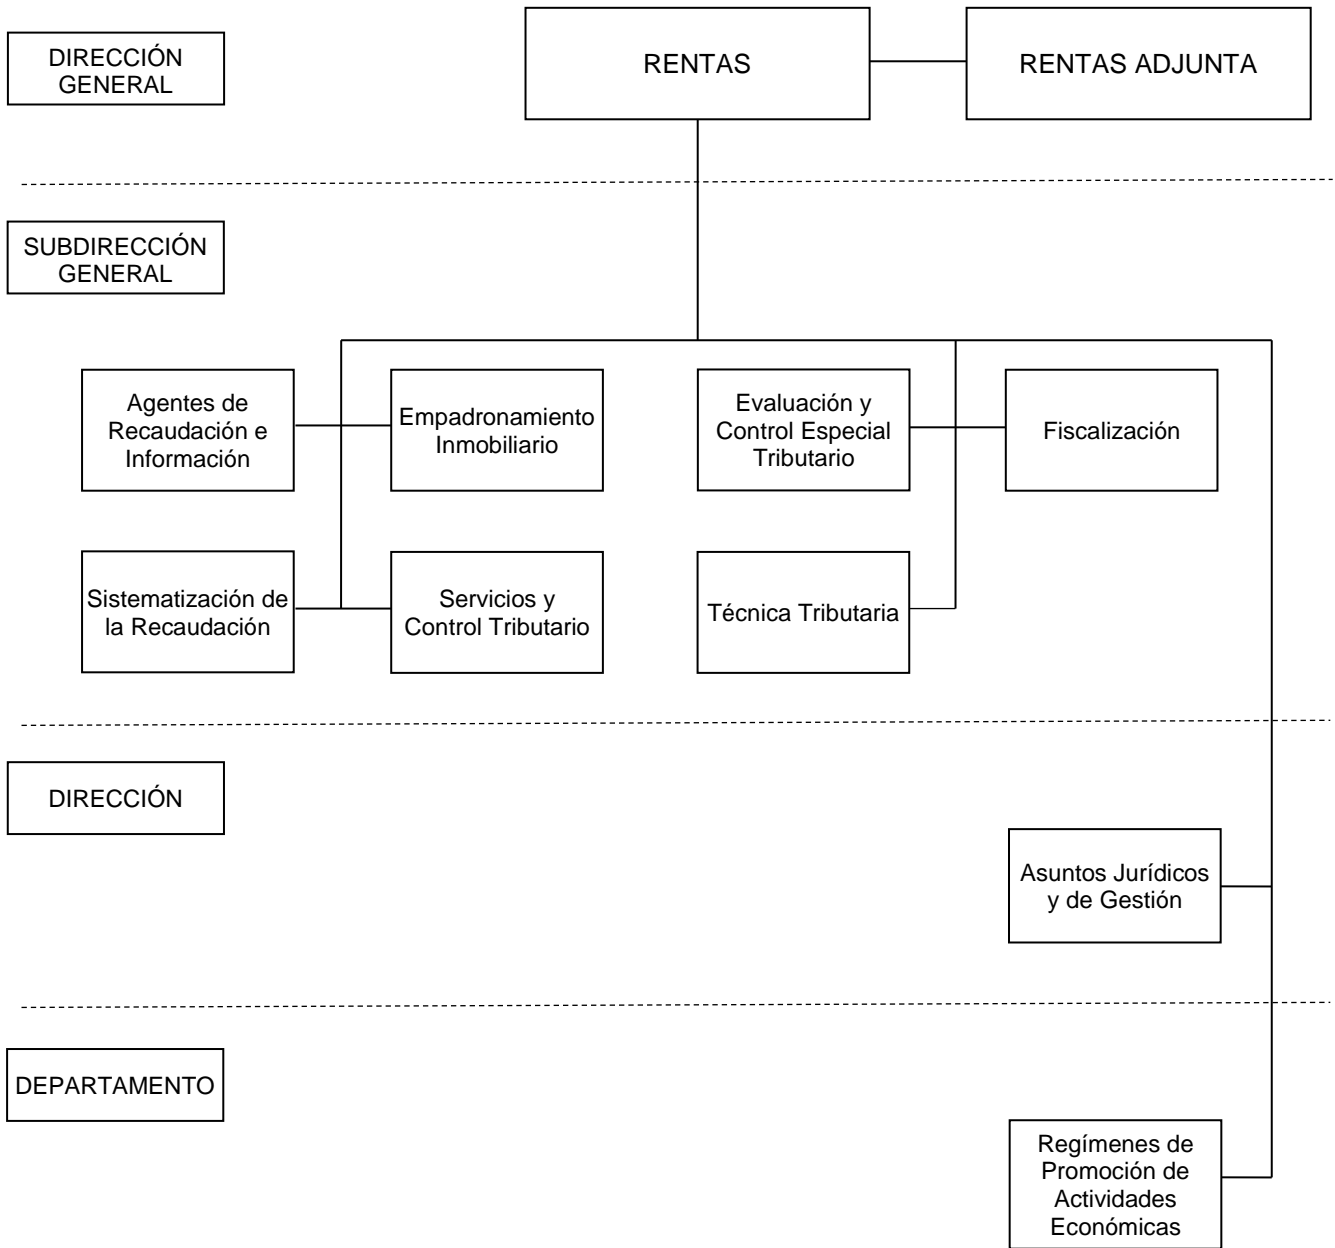 DIRECCIÓN
GENERAL
RENTAS
RENTAS ADJUNTA
SUBDIRECCIÓN
GENERAL
Agentes de
Recaudación e
Información
Empadronamiento
Inmobiliario
Evaluación y
Control Especial
Tributario
Fiscalización
Sistematización de
la Recaudación
Servicios y
Control Tributario
Técnica Tributaria
DIRECCIÓN
Asuntos Jurídicos
y de Gestión
DEPARTAMENTO
Regímenes de
Promoción de
Actividades
Económicas